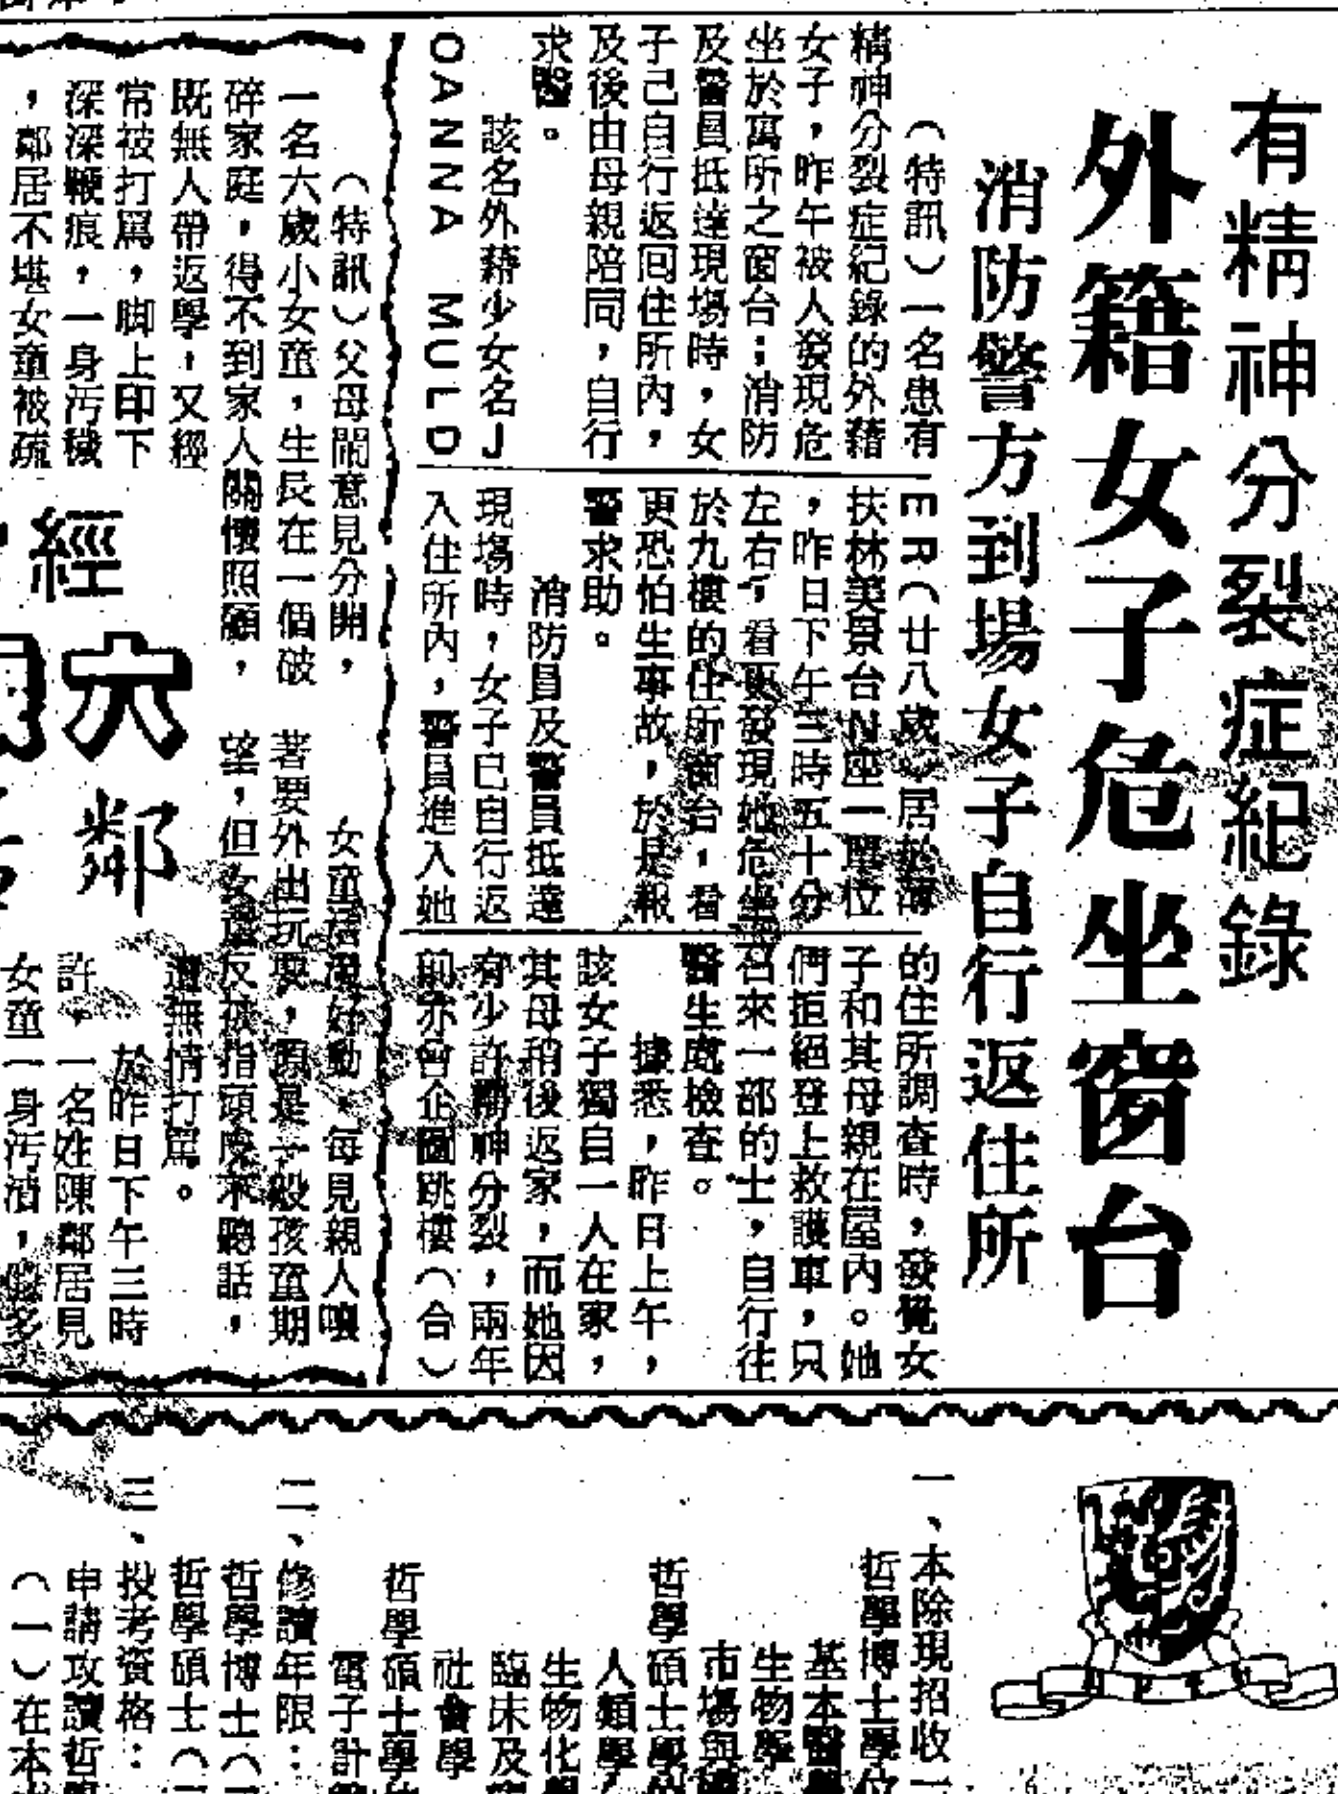 有精神分裂症紀錄
外籍女子危坐窗台
消防警方到場女子自行返住所
（特訊）一名患有
精神分裂症紀錄的外藉
女子，昨午被人發現危
坐於寓所之窗台；消防
及警員抵達現場時，女
子己自行返回住所內，
及後由母親陪同，自行
求醫。
該名外藉少女名J
OANNA MULD
ER（廿八歲）居於薄
扶林美景台N座一單位
，昨日下午三時五十分
左右，看更發現她危坐
於九樓的住所窗台，看
更恐怕生事故，於是報
警求助。
消防員及警員抵達
現場時，女子已自行返
入住所內，警員進入她
的住所調查時，發覺女
子和其母親在屋內。她
們拒絕登上救護車，只
召來一部的士，自行往
醫生處檢查。
據悉，昨日上午，
該女子獨自一人在家，
其母稍後返家，而她因
有少許精神分裂，兩年
前亦曾企圖跳樓（合）
（特訊）父母鬧意見分開，
一名六歲小女童，生長在一個破
碎家庭，得不到家人關懷照顧，
既無人帶返學，又經
常被打罵，脚上印下
深深鞭痕，一身污穢
，鄰居不堪女童被疏
經
六
鄰
女童活潑好動，每見親人嚷
著要外出玩耍，原是一般孩童期
望，但女童反被指頑皮不聽話，
遭無情打罵。
於昨日下午三時
許，一名姓陳鄰居見
女童一身污漬，
一、本除現招收
哲學博士學位
基本醫
生物學
市場與
哲學碩士學位
人類學
生物化學
臨床及
社會學
哲學碩士學位
電子計
二、修讀年限：
哲學博士（
哲學碩士（
三、投考資格：
申請攻讀哲
（一）在本